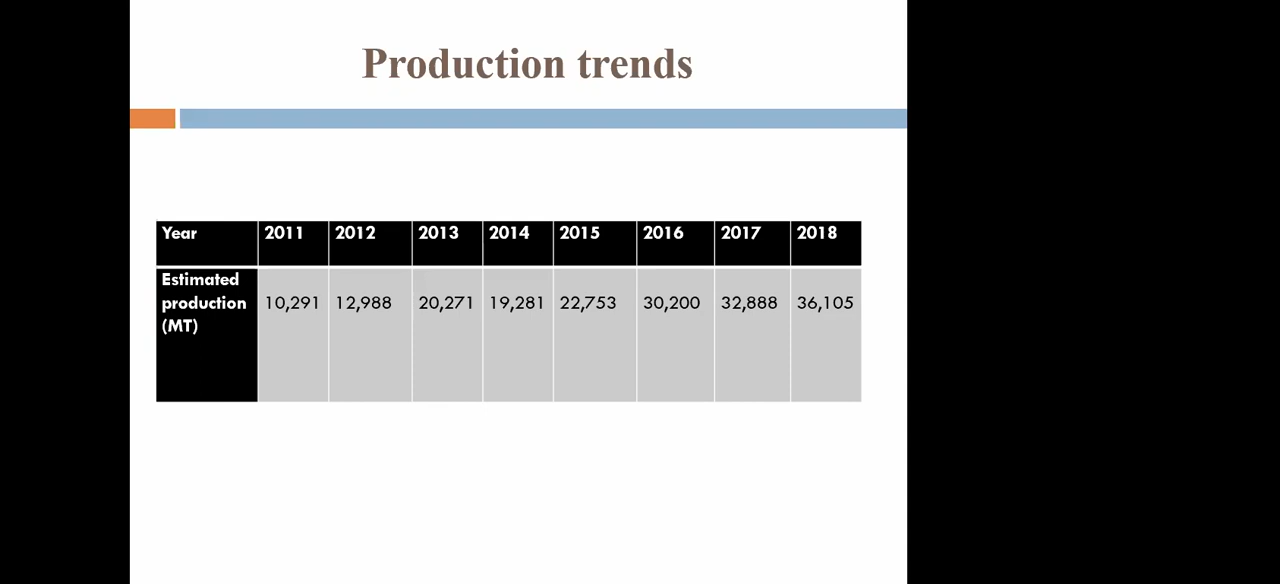 Production trends
Year 2011 2012 2013 2014 2015 2016 2017 2018
Estimated
production 10,291 12,988 20,271 19,281 22,753 30,200 32,888 36,105
(MT)